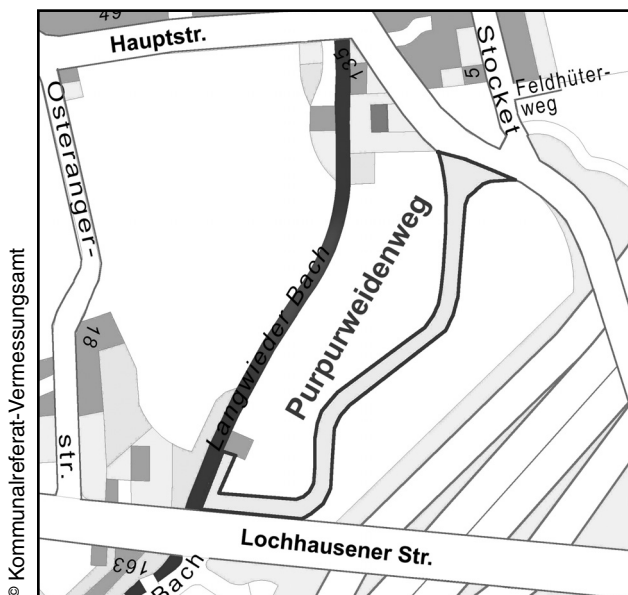 49
Hauptstr.
135
Stocket
5
Feldhüter-
weg
Osteranger-
str.
Purpurweidenweg
Langwieder Bach
18
Lochhausener Str.
163
Bach
© Kommunalreferat-Vermessungsamt